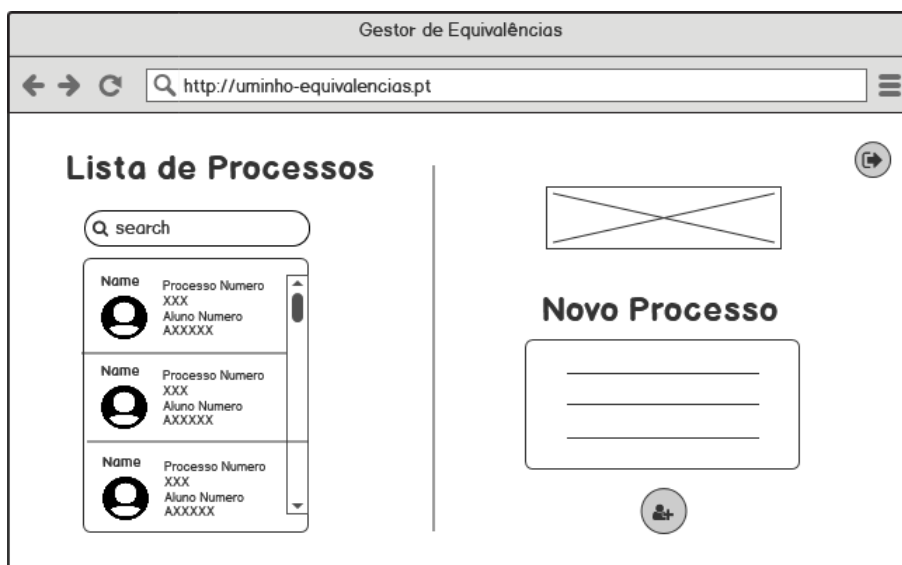 Gestor de Equivalências
http://uminho-equivalencias.pt
Lista de Processos
search
Name
Processo Numero
XXX
Aluno Numero
AXXXXX
Name
Processo Numero
XXX
Aluno Numero
AXXXXX
Name
Processo Numero
XXX
Aluno Numero
AXXXXX
Novo Processo